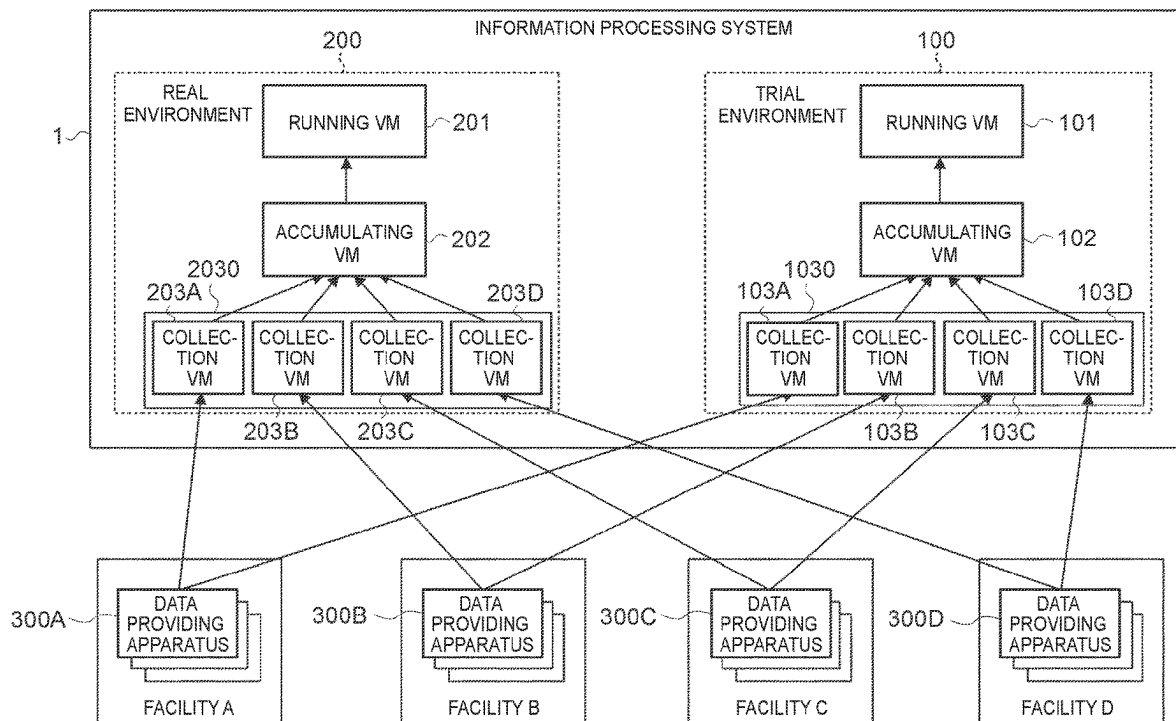 INFORMATION PROCESSING SYSTEM
200
100
1
REAL
ENVIRONMENT
RUNNING VM
201
TRIAL
ENVIRONMENT
RUNNING VM
101
ACCUMULATING
VM
202
ACCUMULATING
VM
102
203A
2030
203D
103A
1030
103D
COLLEC-
TION
VM
COLLEC-
TION
VM
COLLEC-
TION
VM
COLLEC-
TION
VM
COLLEC-
TION
VM
COLLEC-
TION
VM
COLLEC-
TION
VM
COLLEC-
TION
VM
203B
203C
103B
103C
300A
DATA
PROVIDING
APPARATUS
FACILITY A
300B
DATA
PROVIDING
APPARATUS
FACILITY B
300C
DATA
PROVIDING
APPARATUS
FACILITY C
300D
DATA
PROVIDING
APPARATUS
FACILITY D